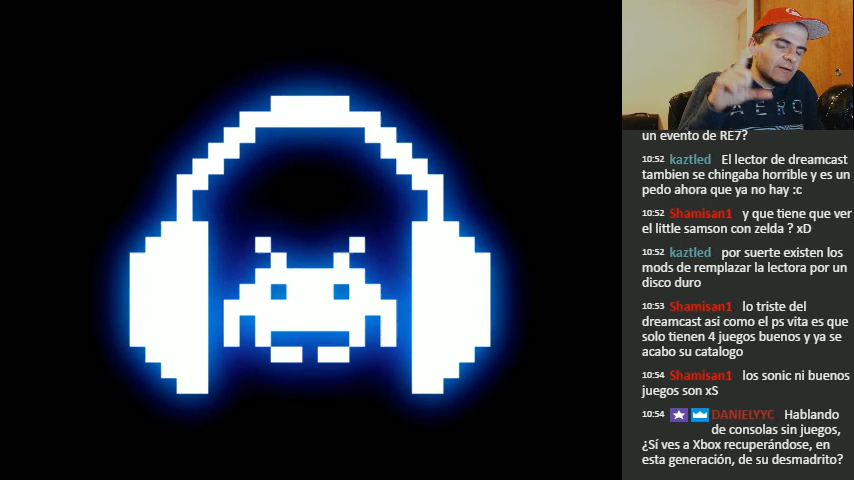 AERO
un evento de RE7?
10:52 kaztled El lector de dreamcast
tambien se chingaba horrible y es un
pedo ahora que ya no hay :c
10:52 Shamisan1 y que tiene que ver
el little samson con zelda ? xD
10:52 kaztled por suerte existen los
mods de remplazar la lectora por un
disco duro
10:53 Shamisan1 lo triste del
dreamcast asi como el ps vita es que
solo tienen 4 juegos buenos y ya se
acabo su catalogo
10:54 Shamisan1 los sonic ni buenos
juegos son xS
10:54 DANIELYYC Hablando
de consolas sin juegos,
¿Sí ves a Xbox recuperándose, en
esta generación, de su desmadrito?